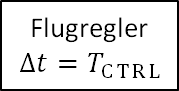 Flugregler
Δt = T_CTRL